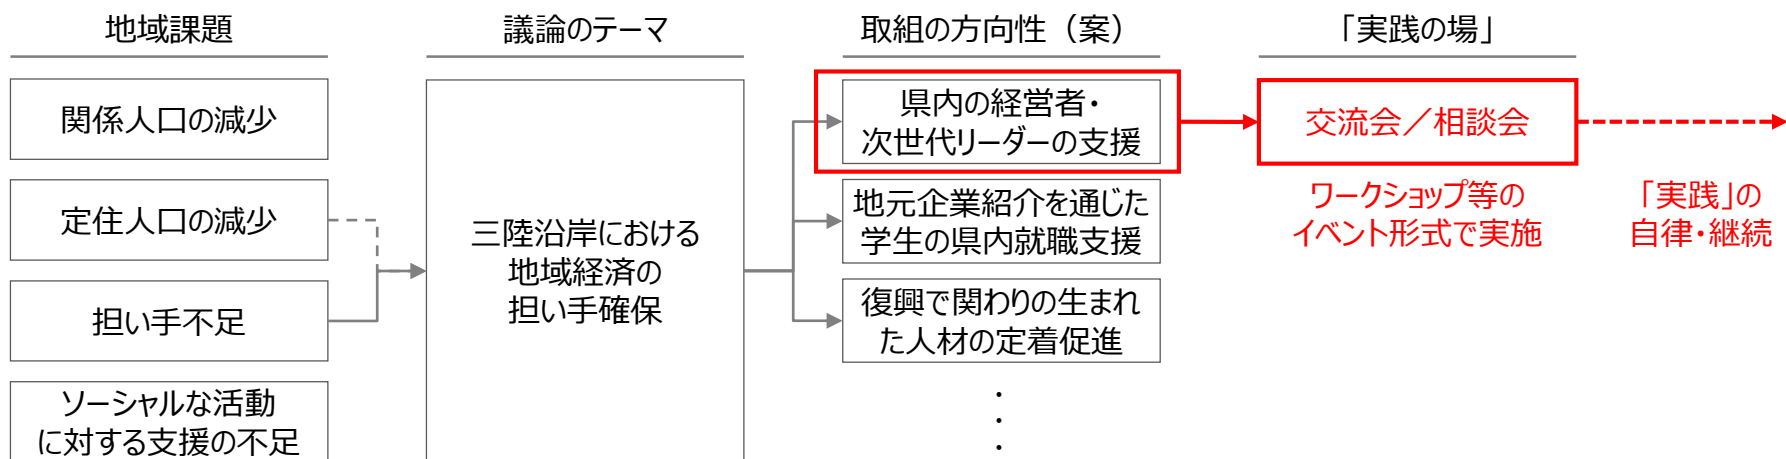 地域課題
関係人口の減少
定住人口の減少
担い手不足
ソーシャルな活動
に対する支援の不足
議論のテーマ
三陸沿岸における
地域経済の
担い手確保
取組の方向性（案）
県内の経営者・
次世代リーダーの支援
地元企業紹介を通じた
学生の県内就職支援
復興で関わりの生まれ
た人材の定着促進
・
・
・
「実践の場」
交流会／相談会
ワークショップ等の
イベント形式で実施
「実践」の
自律・継続